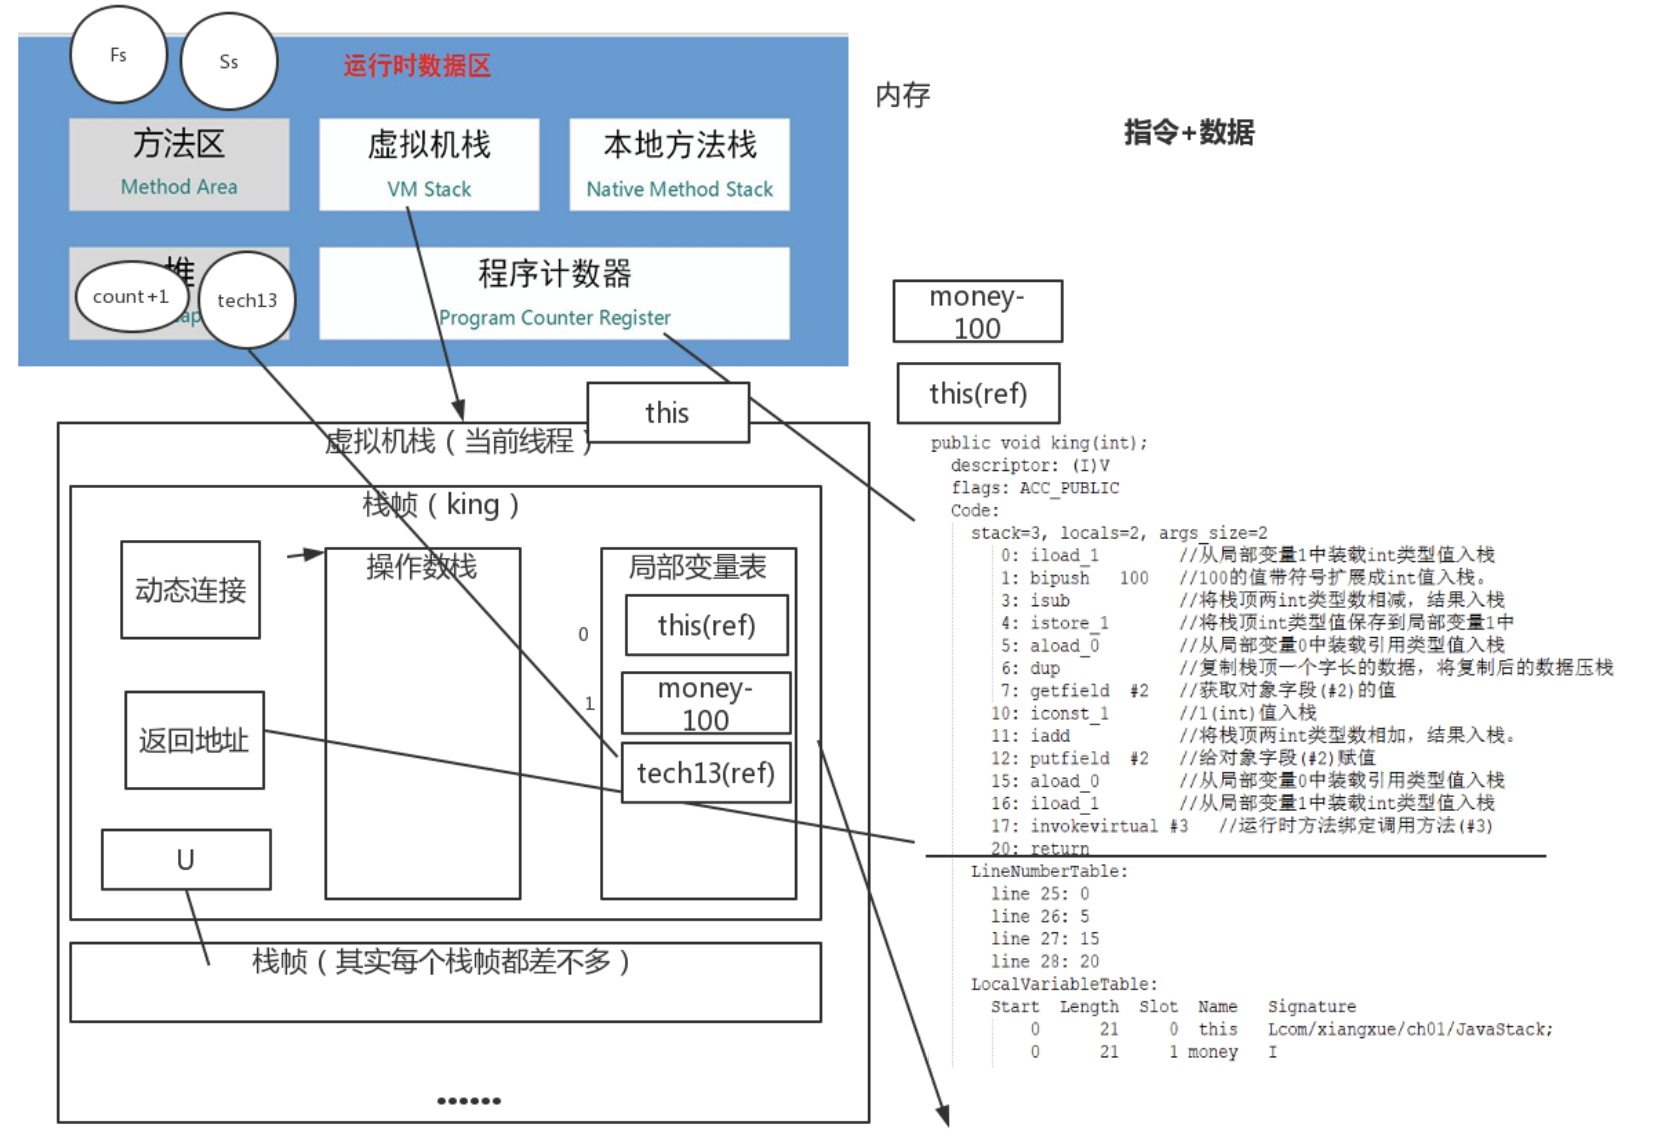 Fs
Ss
运行时数据区
方法区
Method Area
虚拟机栈
VM Stack
本地方法栈
Native Method Stack
堆
count+1
tech13
程序计数器
Program Counter Register
内存
指令+数据
money-
100
this(ref)
this
虚拟机栈（当前线程）
栈帧（king）
动态连接
操作数栈
局部变量表
0
this(ref)
1
money-
100
tech13(ref)
返回地址
U
栈帧（其实每个栈帧都差不多）
......
public void king(int);
descriptor: (I)V
flags: ACC_PUBLIC
Code:
stack=3, locals=2, args_size=2
0: iload_1 //从局部变量1中装载int类型值入栈
1: bipush 100 //100的值带符号扩展成int值入栈。
3: isub //将栈顶两int类型数相减，结果入栈
4: istore_1 //将栈顶int类型值保存到局部变量1中
5: aload_0 //从局部变量0中装载引用类型值入栈
6: dup //复制栈顶一个字长的数据，将复制后的数据压栈
7: getfield #2 //获取对象字段(#2)的值
10: iconst_1 //1(int)值入栈
11: iadd //将栈顶两int类型数相加，结果入栈。
12: putfield #2 //给对象字段(#2)赋值
15: aload_0 //从局部变量0中装载引用类型值入栈
16: iload_1 //从局部变量1中装载int类型值入栈
17: invokevirtual #3 //运行时方法绑定调用方法(#3)
20: return
LineNumberTable:
line 25: 0
line 26: 5
line 27: 15
line 28: 20
LocalVariableTable:
Start Length Slot Name Signature
0 21 0 this Lcom/xiangxue/ch01/JavaStack;
0 21 1 money I